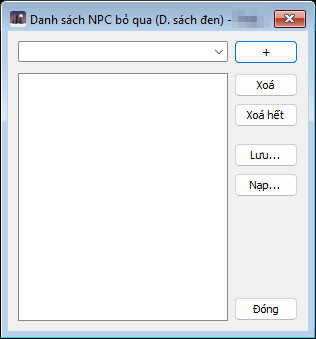 Danh sách NPC bỏ qua (D. sách đen) -
+
Xoá
Xoá hết
Lưu...
Nạp...
Đóng